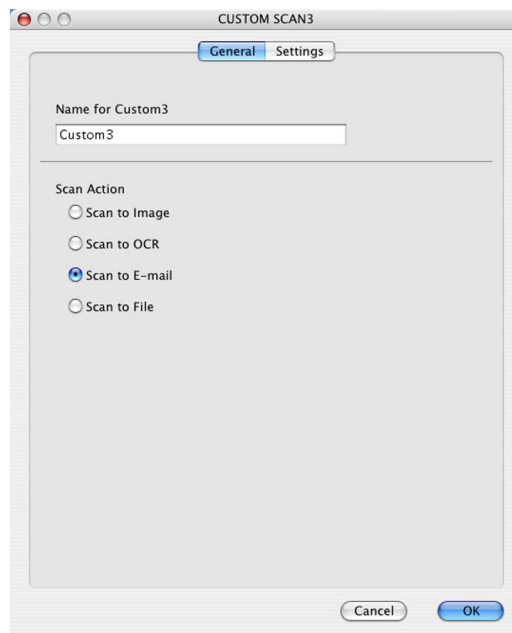 CUSTOM SCAN3
General Settings
Name for Custom3
Custom3
Scan Action
Scan to Image
Scan to OCR
Scan to E-mail
Scan to File
Cancel OK